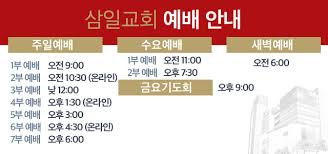 삼일교회 예배 안내
주일예배
1부 예배 오전 9:00
2부 예배 오전 10:30 (온라인)
3부 예배 낮 12:00
4부 예배 오후 1:30 (온라인)
5부 예배 오후 3:00
6부 예배 오후 4:30 (온라인)
7부 예배 오후 6:00
수요예배
1부 예배 오전 11:00
2부 예배 오후 7:30
금요기도회
오후 9:00
새벽예배
오전 6:00